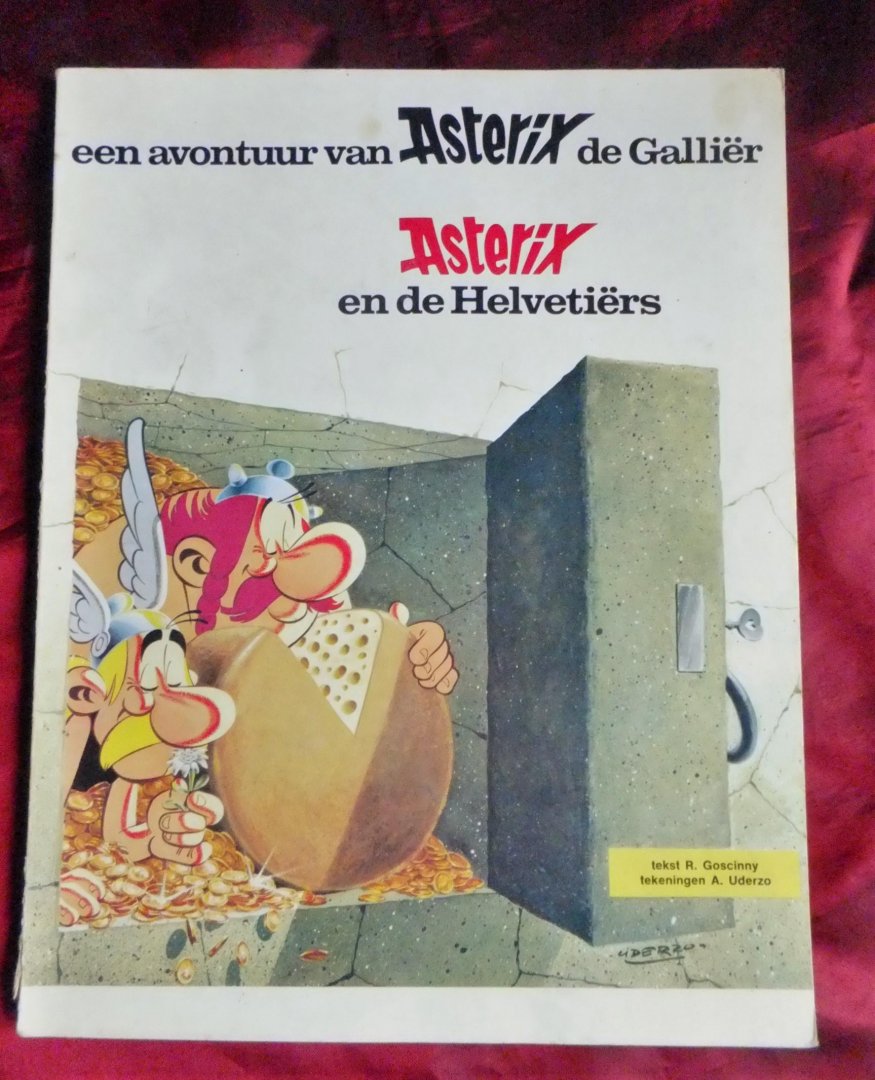 een avontuur van Asterix de Galliër
Asterix
en de Helvetiërs
tekst R. Goscinny
tekeningen A. Uderzo
UDERZO